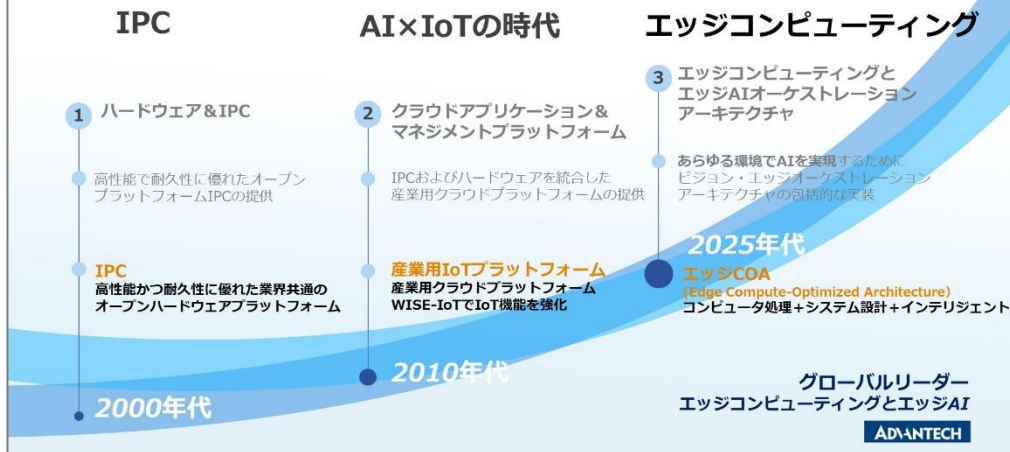 IPC
AI×IoTの時代
エッジコンピューティング
1
ハードウェア&IPC
高性能で耐久性に優れたオープン
プラットフォームIPCの提供
IPC
高性能かつ耐久性に優れた業界共通の
オープンハードウェアプラットフォーム
2000年代
2
クラウドアプリケーション&
マネジメントプラットフォーム
IPCおよびハードウェアを統合した
産業用クラウドプラットフォームの提供
産業用IoTプラットフォーム
産業用クラウドプラットフォーム
WISE-IoTでIoT機能を強化
2010年代
3
エッジコンピューティングと
エッジAIオーケストレーション
アーキテクチャ
あらゆる環境でAIを実現するために
ビジョン・エッジオーケストレーション
アーキテクチャの包括的な実装
2025年代
エッジCOA
(Edge Compute-Optimized Architecture)
コンピュータ処理+システム設計+インテリジェント
グローバルリーダー
エッジコンピューティングとエッジAI
ADVANTECH